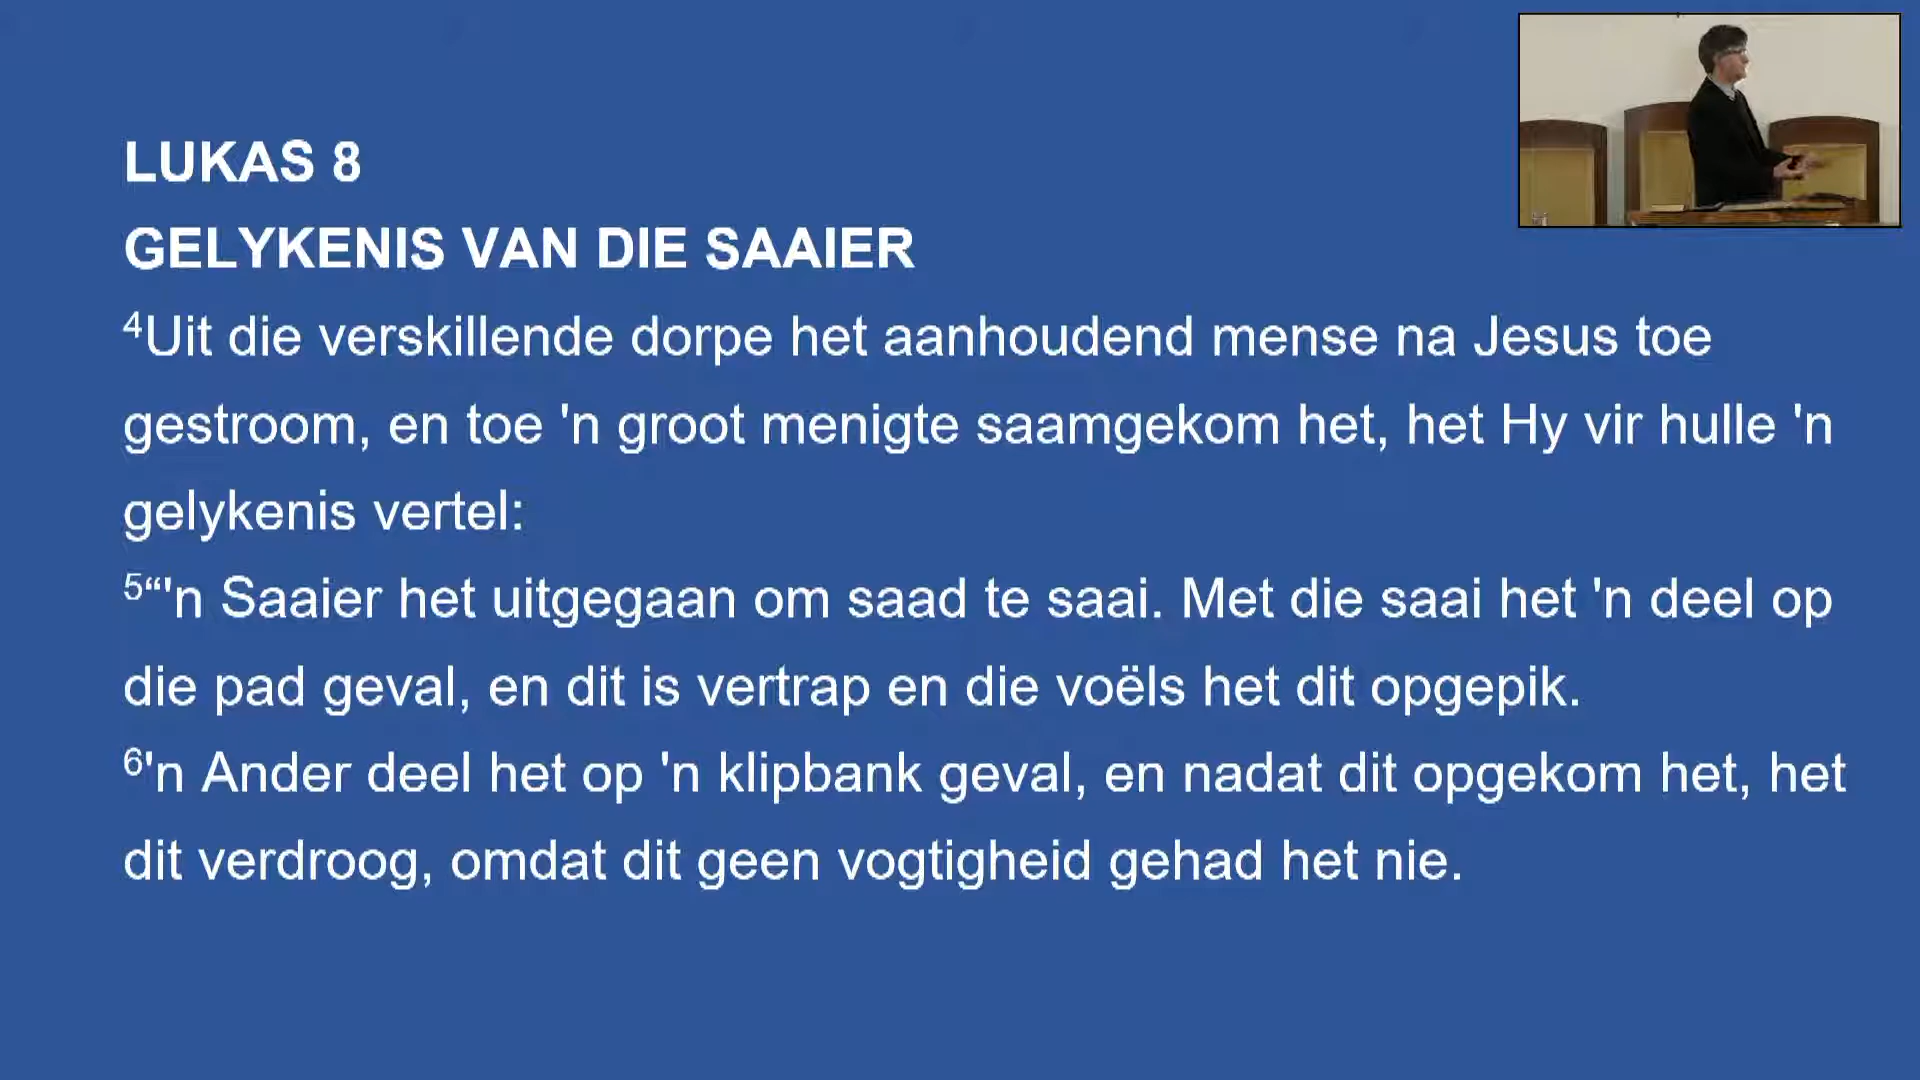 LUKAS 8
GELYKENIS VAN DIE SAAIER
⁴Uit die verskillende dorpe het aanhoudend mense na Jesus toe
gestroom, en toe 'n groot menigte saamgekom het, het Hy vir hulle 'n
gelykenis vertel:
⁵“'n Saaier het uitgegaan om saad te saai. Met die saai het 'n deel op
die pad geval, en dit is vertrap en die voëls het dit opgepik.
⁶'n Ander deel het op 'n klipbank geval, en nadat dit opgekom het, het
dit verdroog, omdat dit geen vogtigheid gehad het nie.